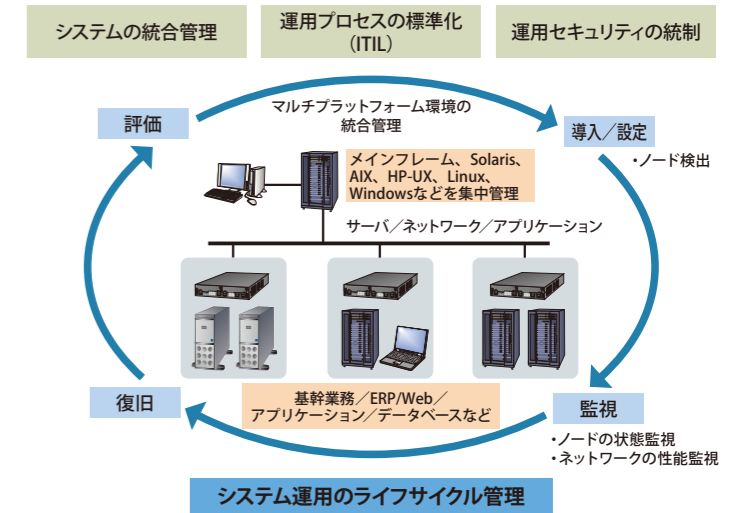 システムの統合管理
運用プロセスの標準化
（ITIL）
運用セキュリティの統制
マルチプラットフォーム環境の
統合管理
評価
導入／設定
・ノード検出
メインフレーム、Solaris、
AIX、HP-UX、Linux、
Windowsなどを集中管理
サーバ／ネットワーク／アプリケーション
復旧
基幹業務／ERP/Web／
アプリケーション／データベースなど
監視
・ノードの状態監視
・ネットワークの性能監視
システム運用のライフサイクル管理